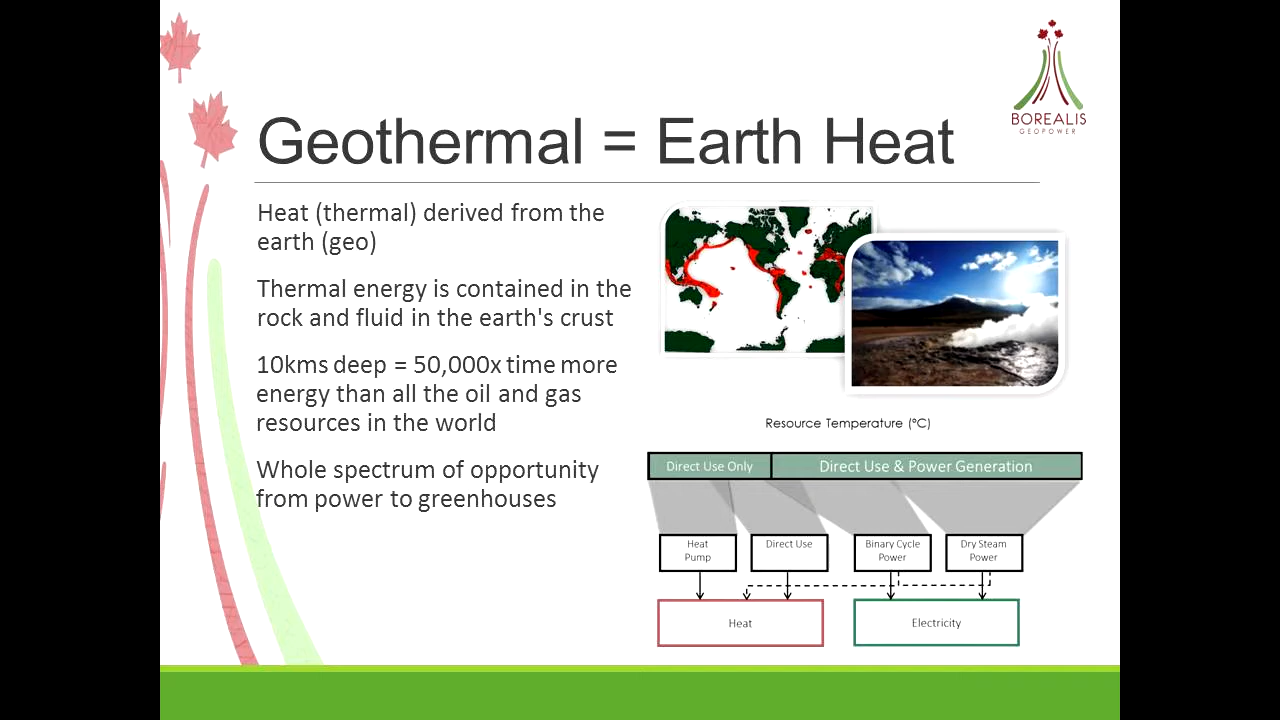 BOREALIS
GEOPOWER
Geothermal = Earth Heat
Heat (thermal) derived from the
earth (geo)
Thermal energy is contained in the
rock and fluid in the earth's crust
10kms deep = 50,000x time more
energy than all the oil and gas
resources in the world
Whole spectrum of opportunity
from power to greenhouses
Resource Temperature (°C)
Direct Use Only
Direct Use & Power Generation
Heat
Pump
Direct Use
Binary Cycle
Power
Dry Steam
Power
Heat
Electricity